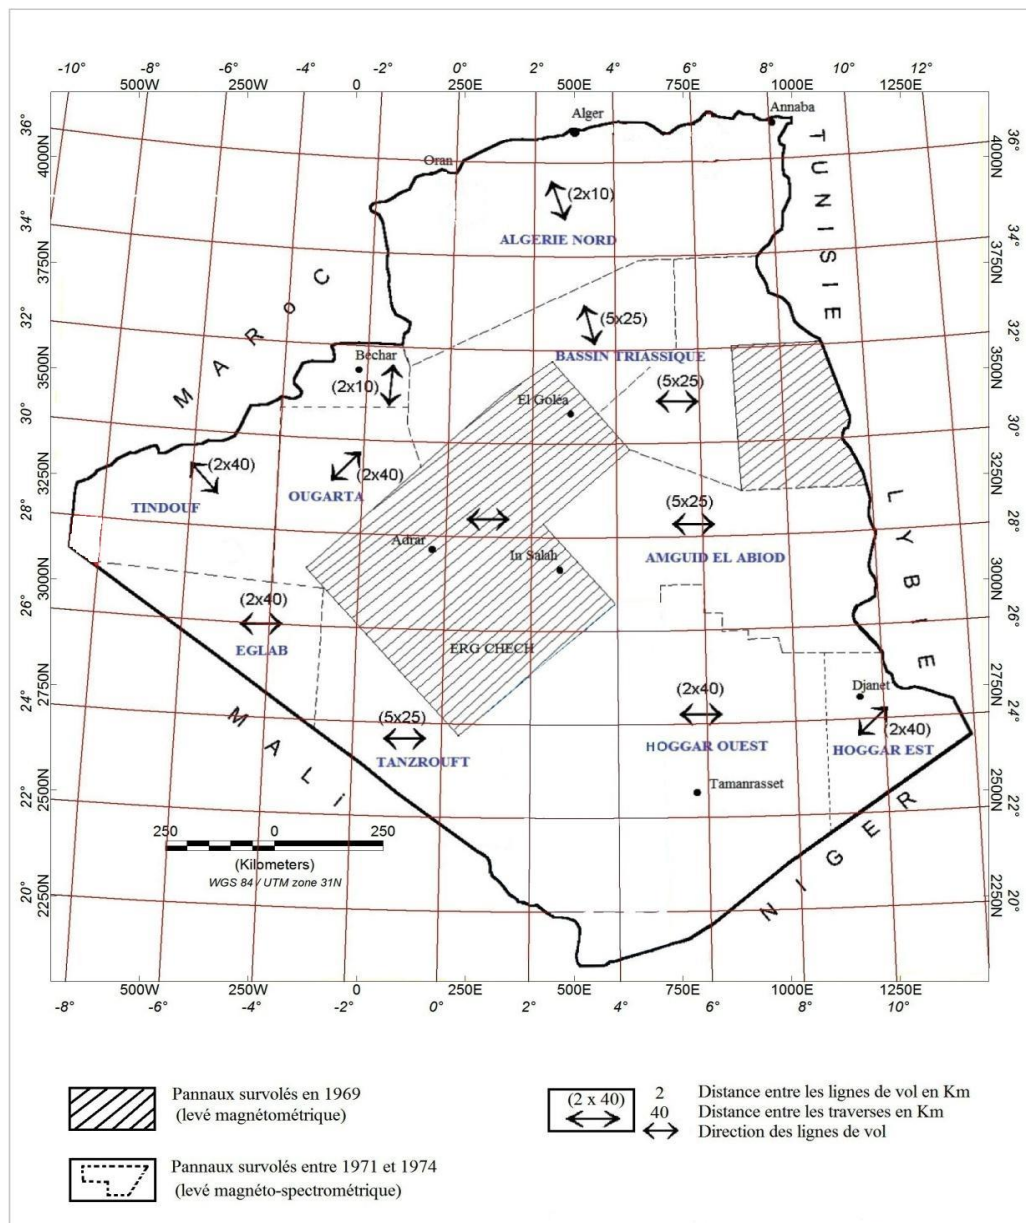 -10° -8° -6° -4° -2° 0° 2° 4° 6° 8° 10° 12°
500W 250W 0 250E 500E 750E 1000E 1250E
36°
4000N
34°
3750N
32°
3500N
30°
3250N
28°
3000N
26°
2750N
24°
2500N
22°
2250N
20°
36°
4000N
34°
3750N
32°
3500N
30°
3250N
28°
3000N
26°
2750N
24°
2500N
22°
2250N
20°
Alger
Annaba
Oran
TUNISIE
(2x10)
ALGERIE NORD
MARoC
(5x25)
BASSIN TRIASSIQUE
Bechar
(2x10)
(5x25)
El Goléa
(2x40)
(2x40)
TINDOUF
OUGARTA
LYBIE
(5x25)
Adrar
In Salah
AMGUID EL ABIOD
(2x40)
EGLAB
ERG CHECH
MALi
(5x25)
TANZROUFT
(2x40)
HOGGAR OUEST
Djanet
(2x40)
HOGGAR EST
Tamanrasset
NIGER
250 0 250
(Kilometers)
WGS 84 / UTM zone 31N
500W 250W 0 250E 500E 750E 1000E 1250E
-8° -6° -4° -2° 0° 2° 4° 6° 8° 10°
Pannaux survolés en 1969
(levé magnétométrique)
Pannaux survolés entre 1971 et 1974
(levé magnéto-spectrométrique)
(2 x 40)
2 Distance entre les lignes de vol en Km
40 Distance entre les traverses en Km
Direction des lignes de vol